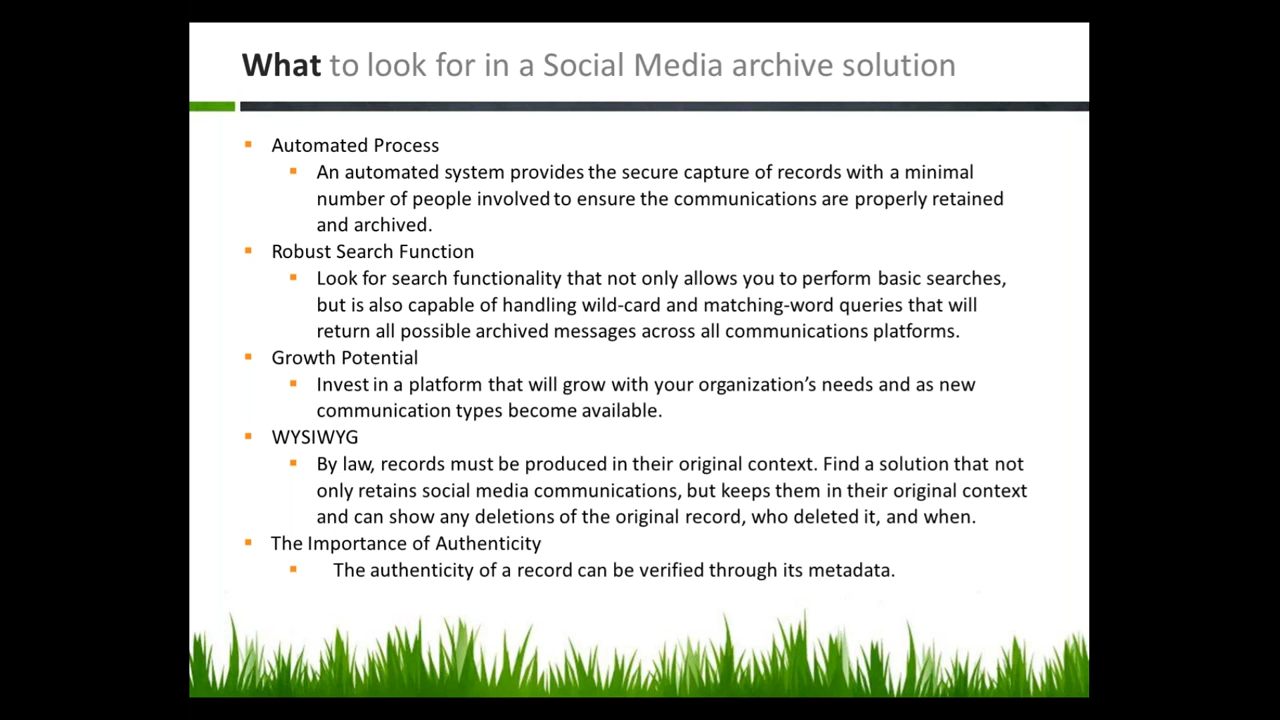 What to look for in a Social Media archive solution
Automated Process
An automated system provides the secure capture of records with a minimal
number of people involved to ensure the communications are properly retained
and archived.
Robust Search Function
Look for search functionality that not only allows you to perform basic searches,
but is also capable of handling wild-card and matching-word queries that will
return all possible archived messages across all communications platforms.
Growth Potential
Invest in a platform that will grow with your organization’s needs and as new
communication types become available.
WYSIWYG
By law, records must be produced in their original context. Find a solution that not
only retains social media communications, but keeps them in their original context
and can show any deletions of the original record, who deleted it, and when.
The Importance of Authenticity
The authenticity of a record can be verified through its metadata.